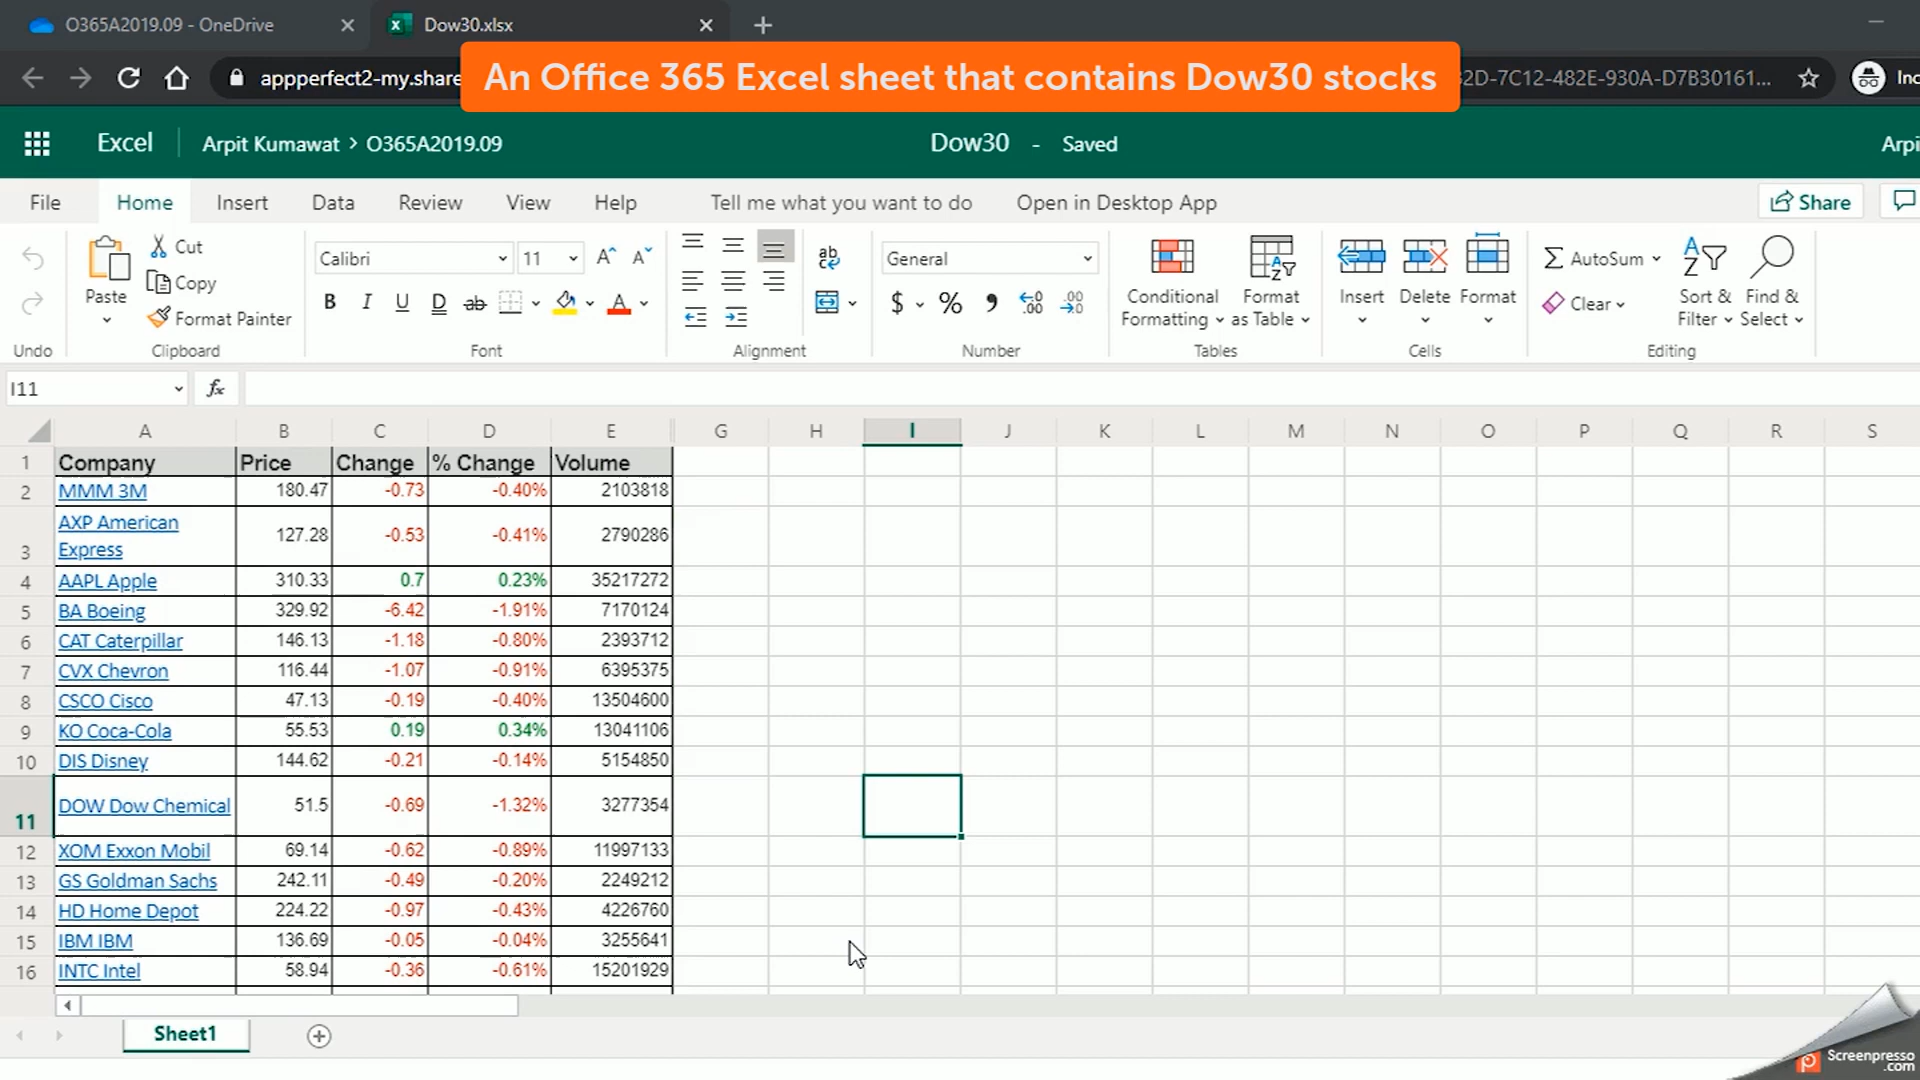 O365A2019.09 - OneDrive
Dow30.xlsx
An Office 365 Excel sheet that contains Dow30 stocks
appperfect2-my.share
2D-7C12-482E-930A-D7B30161...
Inc
Excel
Arpit Kumawat > O365A2019.09
Dow30 - Saved
Arpi
File Home Insert Data Review View Help Tell me what you want to do Open in Desktop App Share
Cut
Copy
Format Painter
Paste
Undo
Clipboard
Calibri 11
A A
B I U D ab A
Font
ab
Alignment
General
$ % 9 .00 .00
Number
Conditional Formatting
Format as Table
Tables
Insert Delete Format
Cells
AutoSum
Clear
Sort & Filter
Find & Select
Editing
I11 fx
A B C D E G H I J K L M N O P Q R S
1 Company Price Change % Change Volume
2 MMM 3M 180.47 -0.73 -0.40% 2103818
3 AXP American Express 127.28 -0.53 -0.41% 2790286
4 AAPL Apple 310.33 0.7 0.23% 35217272
5 BA Boeing 329.92 -6.42 -1.91% 7170124
6 CAT Caterpillar 146.13 -1.18 -0.80% 2393712
7 CVX Chevron 116.44 -1.07 -0.91% 6395375
8 CSCO Cisco 47.13 -0.19 -0.40% 13504600
9 KO Coca-Cola 55.53 0.19 0.34% 13041106
10 DIS Disney 144.62 -0.21 -0.14% 5154850
11 DOW Dow Chemical 51.5 -0.69 -1.32% 3277354
12 XOM Exxon Mobil 69.14 -0.62 -0.89% 11997133
13 GS Goldman Sachs 242.11 -0.49 -0.20% 2249212
14 HD Home Depot 224.22 -0.97 -0.43% 4226760
15 IBM IBM 136.69 -0.05 -0.04% 3255641
16 INTC Intel 58.94 -0.36 -0.61% 15201929
Sheet1
Screenpresso
.com